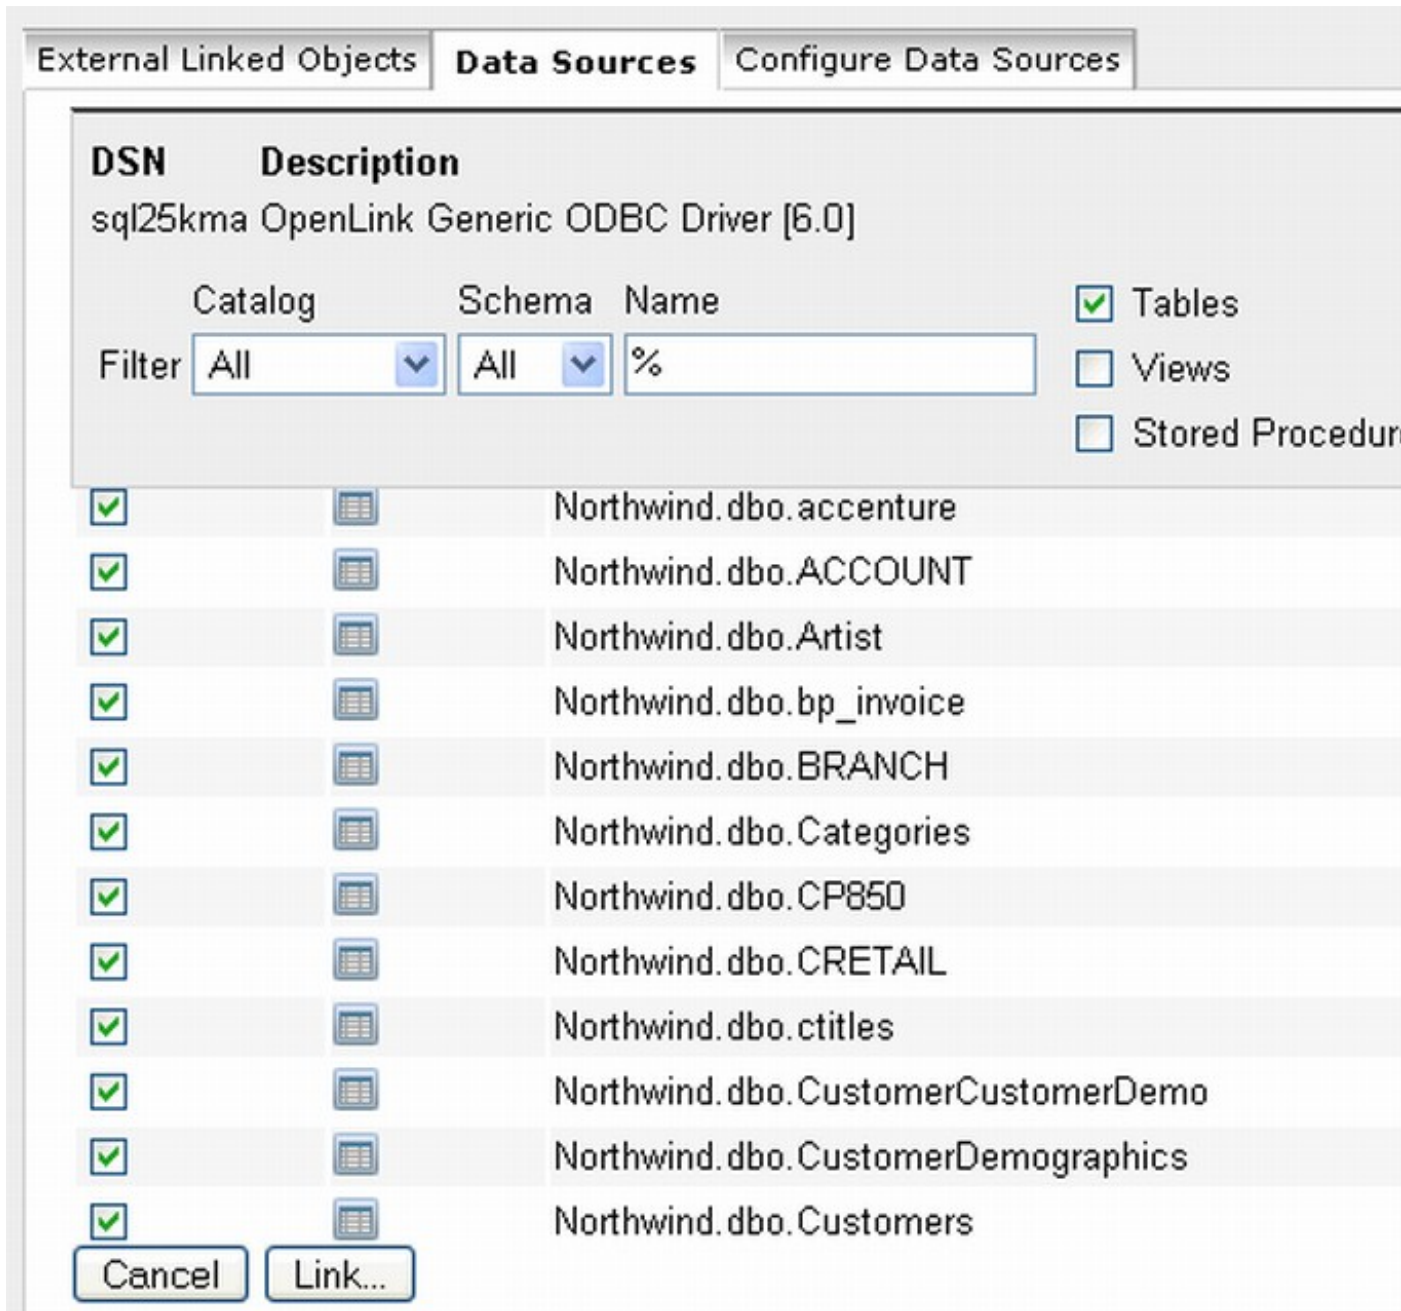 External Linked Objects Data Sources Configure Data Sources
DSN Description
sql25kma OpenLink Generic ODBC Driver [6.0]
Catalog Schema Name
Tables
Filter All All %
Views
Stored Procedur
Northwind.dbo.accenture
Northwind.dbo.ACCOUNT
Northwind.dbo.Artist
Northwind.dbo.bp_invoice
Northwind.dbo.BRANCH
Northwind.dbo.Categories
Northwind.dbo.CP850
Northwind.dbo.CRETAIL
Northwind.dbo.ctitles
Northwind.dbo.CustomerCustomerDemo
Northwind.dbo.CustomerDemographics
Northwind.dbo.Customers
Cancel Link...